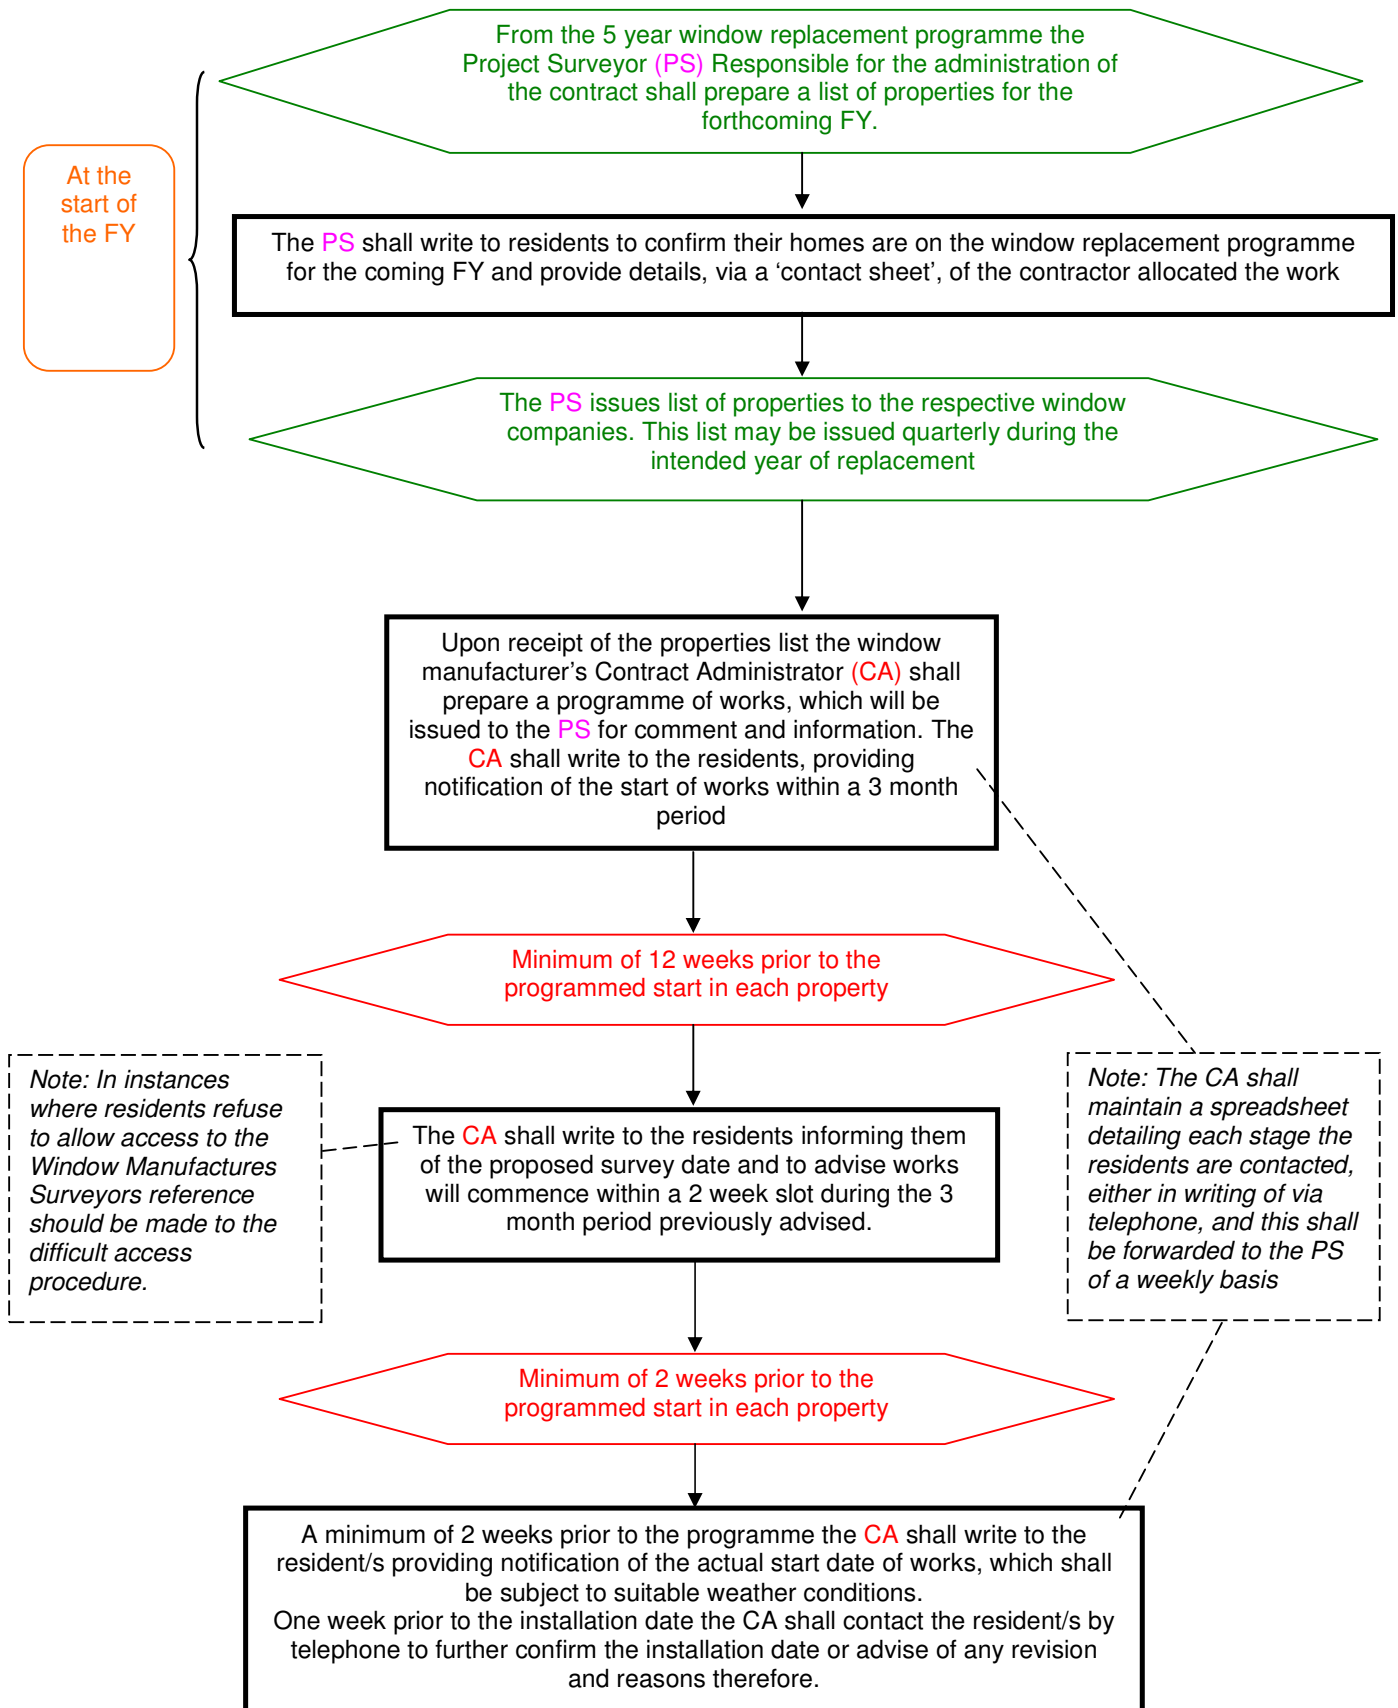 From the 5 year window replacement programme the
Project Surveyor (PS) Responsible for the administration of
the contract shall prepare a list of properties for the
forthcoming FY.
At the
start of
the FY
The PS shall write to residents to confirm their homes are on the window replacement programme
for the coming FY and provide details, via a ‘contact sheet’, of the contractor allocated the work
The PS issues list of properties to the respective window
companies. This list may be issued quarterly during the
intended year of replacement
Upon receipt of the properties list the window
manufacturer’s Contract Administrator (CA) shall
prepare a programme of works, which will be
issued to the PS for comment and information. The
CA shall write to the residents, providing
notification of the start of works within a 3 month
period
Minimum of 12 weeks prior to the
programmed start in each property
Note: In instances
where residents refuse
to allow access to the
Window Manufactures
Surveyors reference
should be made to the
difficult access
procedure.
The CA shall write to the residents informing them
of the proposed survey date and to advise works
will commence within a 2 week slot during the 3
month period previously advised.
Note: The CA shall
maintain a spreadsheet
detailing each stage the
residents are contacted,
either in writing of via
telephone, and this shall
be forwarded to the PS
of a weekly basis
Minimum of 2 weeks prior to the
programmed start in each property
A minimum of 2 weeks prior to the programme the CA shall write to the
resident/s providing notification of the actual start date of works, which shall
be subject to suitable weather conditions.
One week prior to the installation date the CA shall contact the resident/s by
telephone to further confirm the installation date or advise of any revision
and reasons therefore.